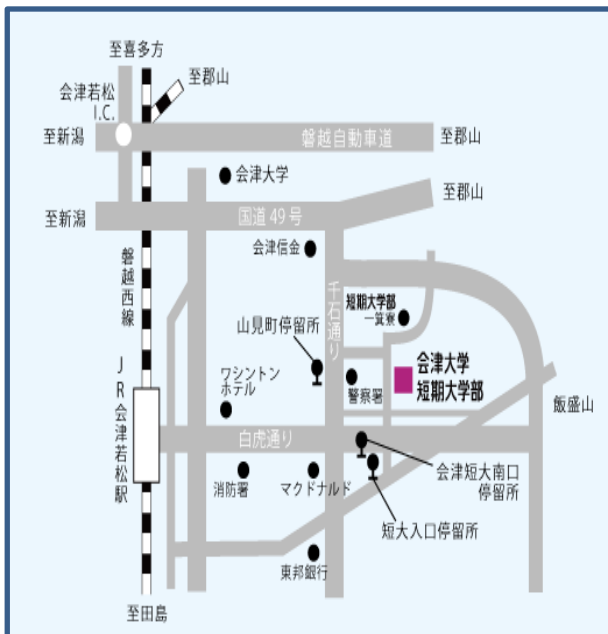 至喜多方
至郡山
会津若松
I.C.
至新潟
磐越自動車道
至郡山
会津大学
至郡山
至新潟
国道49号
会津信金
磐越西線
千石通り
短期大学部
一箕寮
山見町停留所
会津大学
短期大学部
ワシントン
ホテル
警察署
飯盛山
JR会津若松駅
白虎通り
会津短大南口
停留所
消防署
マクドナルド
短大入口停留所
東邦銀行
至田島